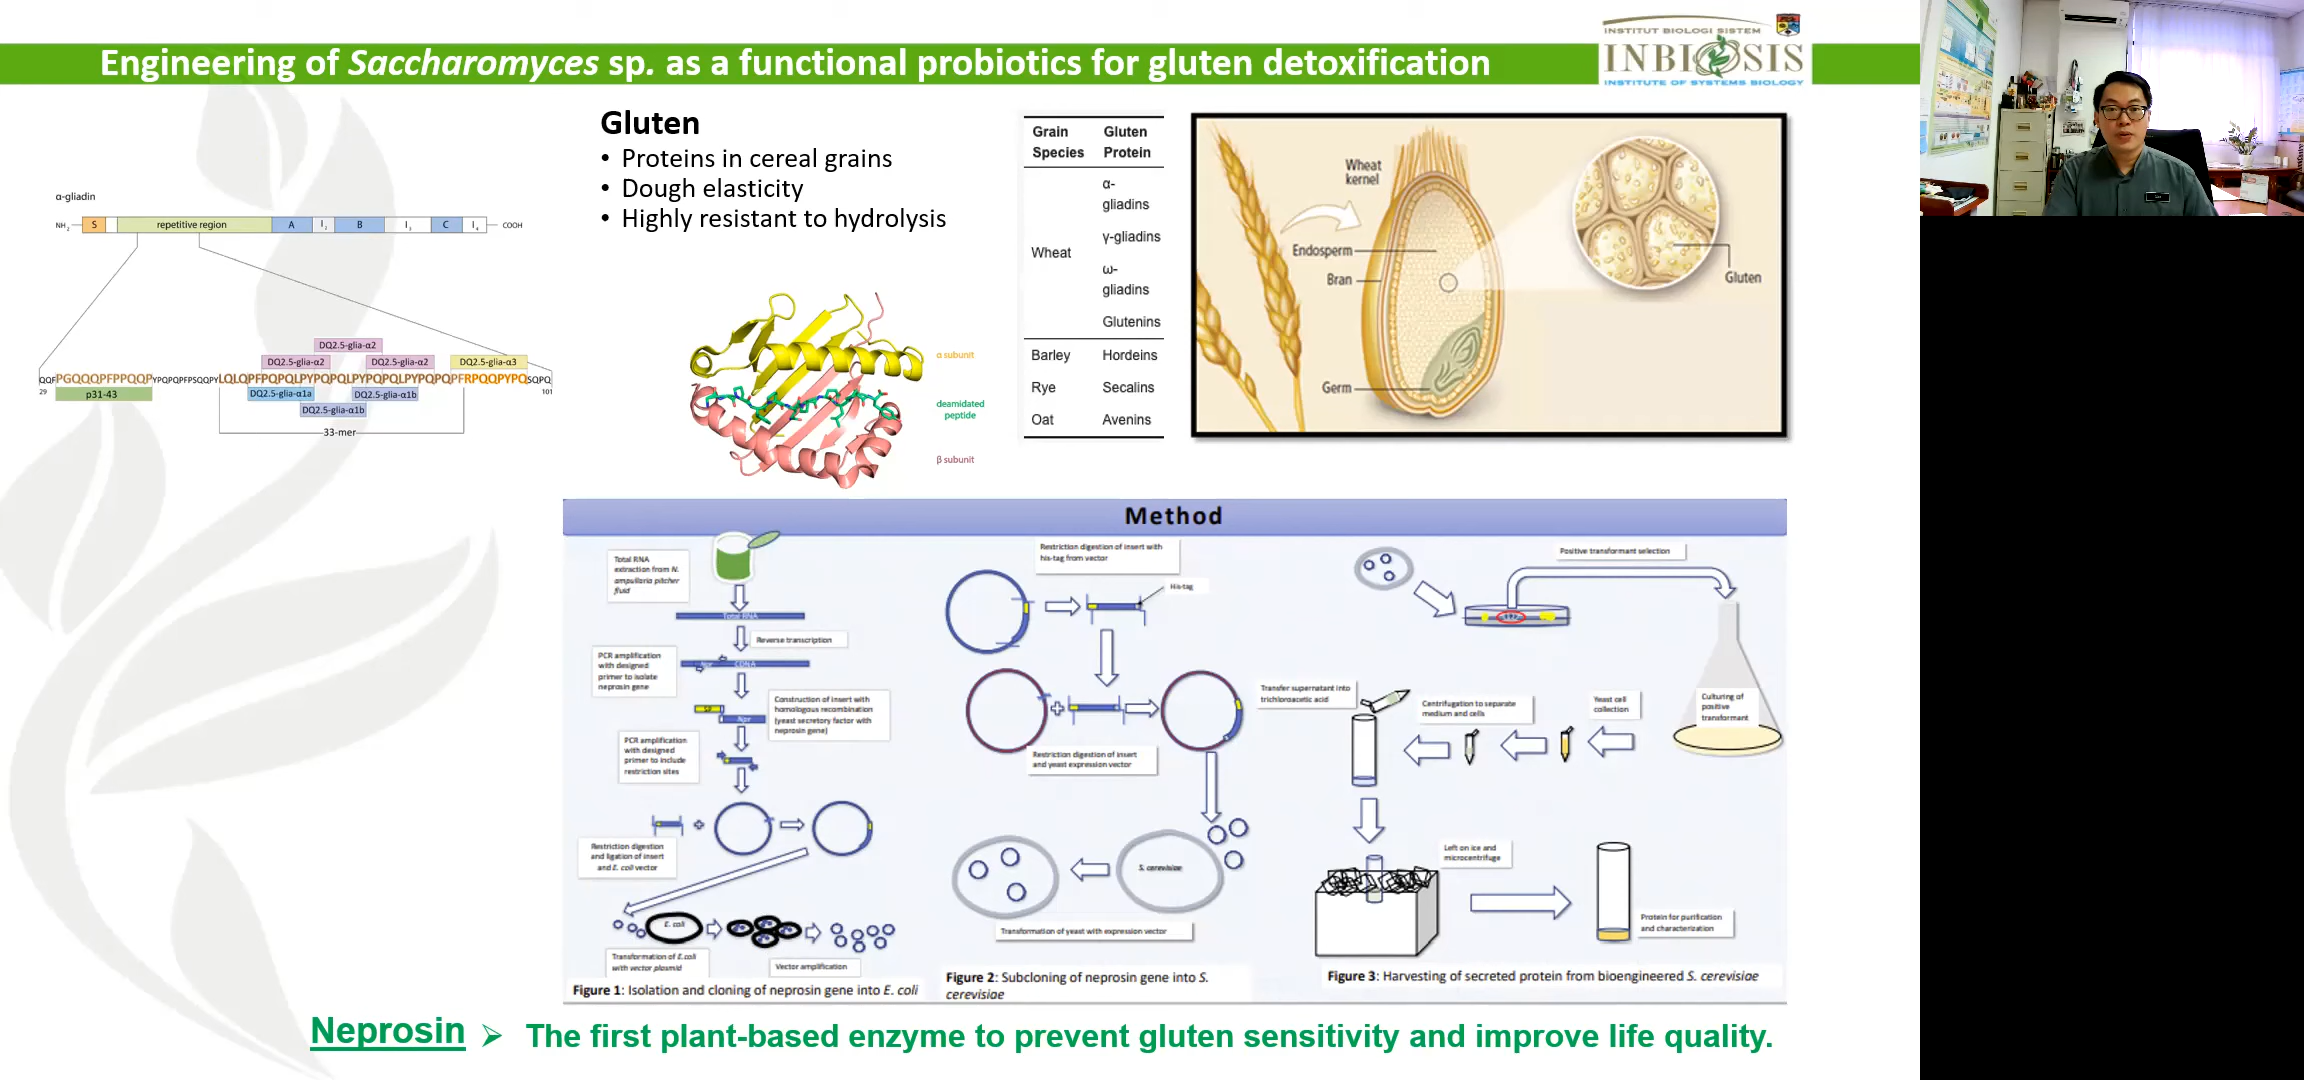 Engineering of Saccharomyces sp. as a functional probiotics for gluten detoxification
INSTITUT BIOLOGI SISTEM
INBIOSIS
INSTITUTE OF SYSTEMS BIOLOGY
Gluten
• Proteins in cereal grains
• Dough elasticity
• Highly resistant to hydrolysis
α-gliadin
NH2
S
repetitive region
A
I2
B
I3
C
I4
COOH
DQ2.5-glia-α2
DQ2.5-glia-α2
DQ2.5-glia-α2
DQ2.5-glia-α3
QQFPGQQQPFPPQQPYPQPQPFPSQQPYLQLQPFPQPQLPYPQPQLPYPQPQLPYPQPQPFRPQQPYPQSQPQ
29
101
p31-43
DQ2.5-glia-α1a
DQ2.5-glia-α1b
DQ2.5-glia-α1b
33-mer
α subunit
deamidated
peptide
β subunit
Grain Species
Gluten Protein
Wheat
α-gliadins
γ-gliadins
ω-gliadins
Glutenins
Barley
Hordeins
Rye
Secalins
Oat
Avenins
Wheat
kernel
Endosperm
Bran
Germ
Gluten
Method
Total RNA
extraction from N.
ampullaria pitcher
fluid
Total RNA
Reverse transcription
PCR amplification
with designed
primer to isolate
neprosin gene
Npr
CDNA
Construction of insert with
homologous recombination
(yeast secretory factor with
neprosin gene)
Npr
PCR amplification
with designed
primer to include
restriction sites
Restriction digestion
and ligation of insert
and E. coli vector
E. coli
Transformation of E.coli
with vector plasmid
Vector amplification
Figure 1: Isolation and cloning of neprosin gene into E. coli
Restriction digestion of insert with
his-tag from vector
His-tag
Restriction digestion of insert
and yeast expression vector
S. cerevisiae
Transformation of yeast with expression vector
Figure 2: Subcloning of neprosin gene into S.
cerevisiae
Positive transformant selection
Culturing of
positive
transformant
Yeast cell
collection
Centrifugation to separate
medium and cells
Transfer supernatant into
trichloroacetic acid
Left on ice and
microcentrifuge
Protein for purification
and characterization
Figure 3: Harvesting of secreted protein from bioengineered S. cerevisiae
Neprosin ➢ The first plant-based enzyme to prevent gluten sensitivity and improve life quality.